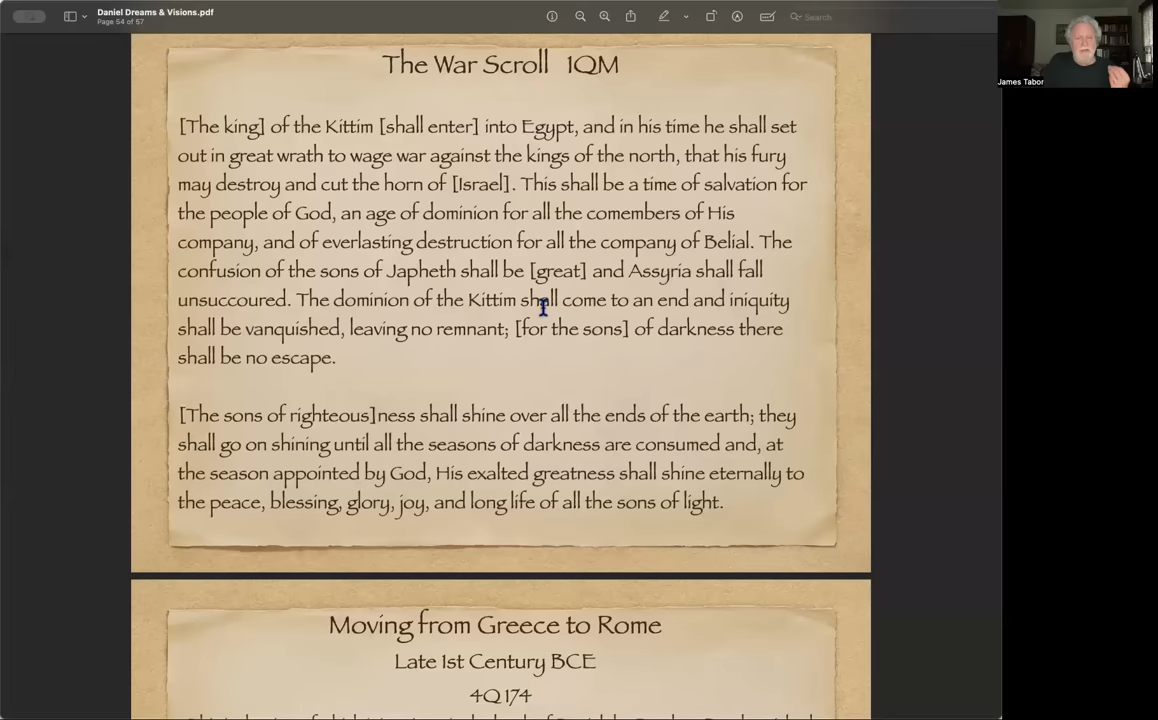 Daniel Dreams & Visions.pdf
Page 54 of 57
Search
James Tabor
The War Scroll 1QM
[The king] of the Kittim [shall enter] into Egypt, and in his time he shall set
out in great wrath to wage war against the kings of the north, that his fury
may destroy and cut the horn of [Israel]. This shall be a time of salvation for
the people of God, an age of dominion for all the comembers of His
company, and of everlasting destruction for all the company of Belial. The
confusion of the sons of Japheth shall be [great] and Assyria shall fall
unsuccoured. The dominion of the Kittim shall come to an end and iniquity
shall be vanquished, leaving no remnant; [for the sons] of darkness there
shall be no escape.
[The sons of righteous]ness shall shine over all the ends of the earth; they
shall go on shining until all the seasons of darkness are consumed and, at
the season appointed by God, His exalted greatness shall shine eternally to
the peace, blessing, glory, joy, and long life of all the sons of light.
Moving from Greece to Rome
Late 1st Century BCE
4Q174